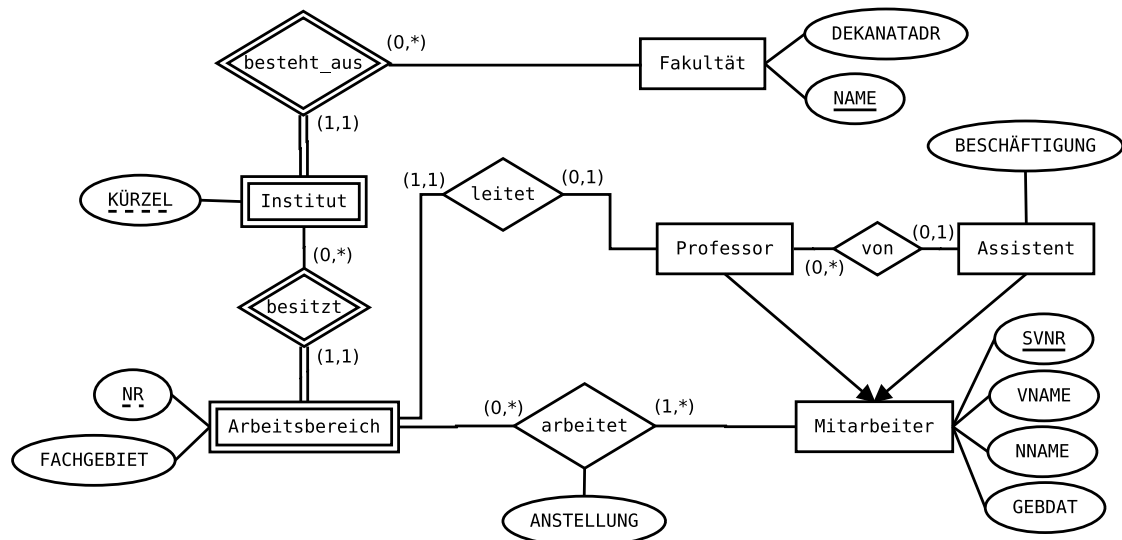 DEKANATADR
(0,*)
besteht_aus
Fakultät
NAME
(1,1)
BESCHÄFTIGUNG
(1,1)
leitet
(0,1)
KÜRZEL
Institut
Professor
(0,*)
von
(0,1)
Assistent
(0,*)
besitzt
(1,1)
SVNR
NR
VNAME
(0,*)
(1,*)
Arbeitsbereich
arbeitet
Mitarbeiter
NNAME
FACHGEBIET
GEBDAT
ANSTELLUNG